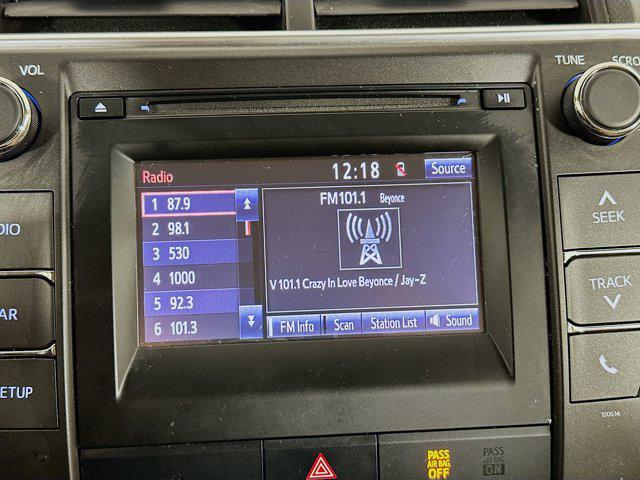 VOL
TUNE
SCRO
Radio
12:18
Source
1 87.9
2 98.1
3 530
4 1000
5 92.3
6 101.3
FM101.1 Beyonce
V 101.1 Crazy In Love Beyonce / Jay-Z
FM Info
Scan
Station List
Sound
DIO
AR
ETUP
SEEK
TRACK
100614
PASS
AIR BAG
OFF
PASS
AIR BAG
ON